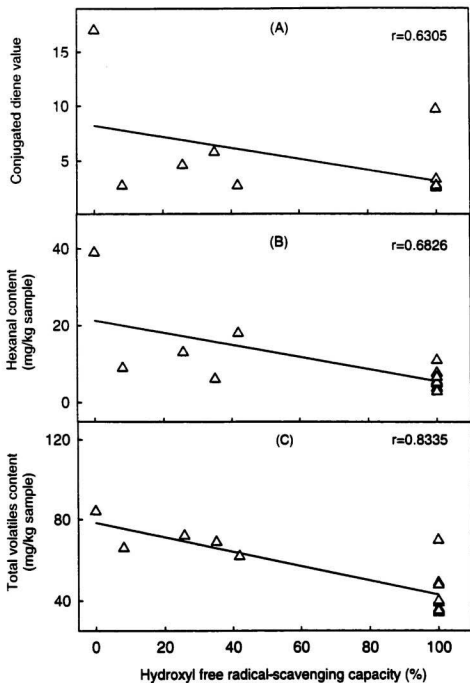 (A)
r=0.6305
Conjugated diene value
15
10
5
(B)
r=0.6826
Hexanal content
(mg/kg sample)
40
20
0
(C)
r=0.8335
Total volatiles content
(mg/kg sample)
120
80
40
0 20 40 60 80 100
Hydroxyl free radical-scavenging capacity (%)